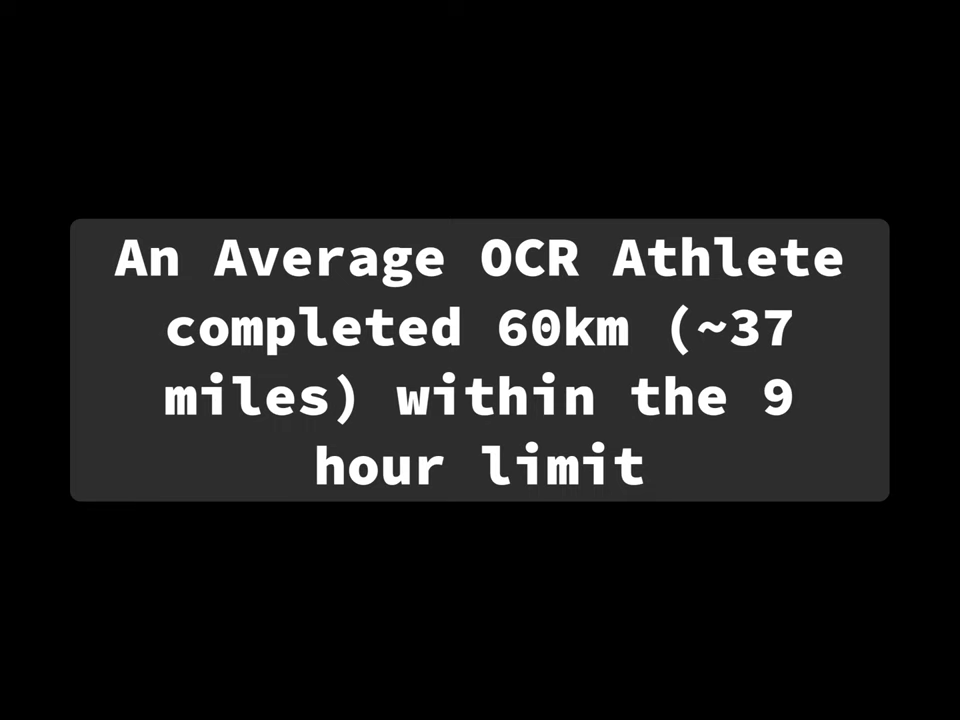 An Average OCR Athlete
completed 60km (~37
miles) within the 9
hour limit